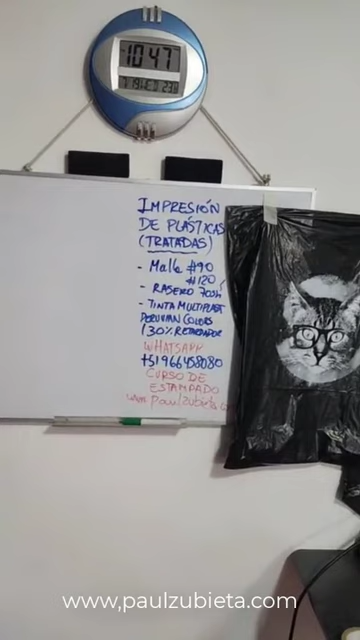 10:47
IMPRESIÓN
DE PLÁSTICAS
(TRATADAS)
- Malla #90
#120
- RASERO 70sh
- TINTA MULTIPLAST
PERUVIAN COLORS
(30% RETARDADOR
WHATSAPP
+51966458080
CURSO DE
ESTAMPADO
www.paulzubieta.co
www.paulzubieta.com